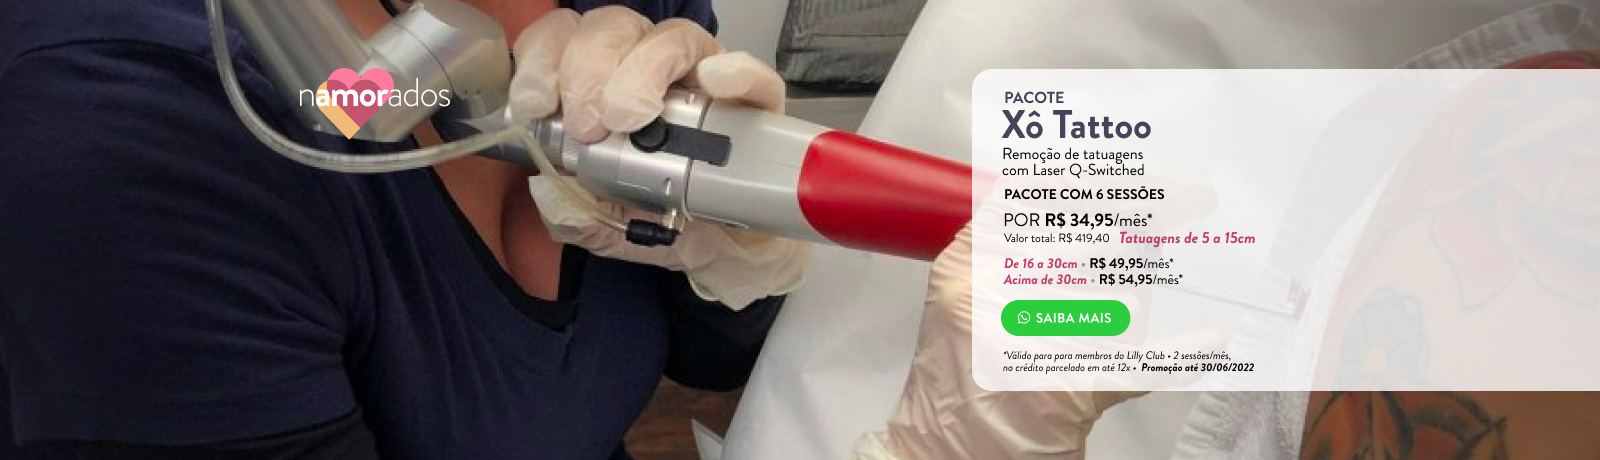 namorados
PACOTE
Xô Tattoo
Remoção de tatuagens
com Laser Q-Switched
PACOTE COM 6 SESSÕES
POR R$ 34,95/mês*
Valor total: R$ 419,40 Tatuagens de 5 a 15cm
De 16 a 30cm • R$ 49,95/mês*
Acima de 30cm • R$ 54,95/mês*
SAIBA MAIS
*Válido para para membros do Lilly Club • 2 sessões/mês,
no crédito parcelado em até 12x • Promoção até 30/06/2022